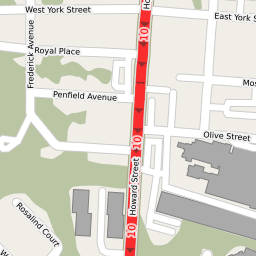 West York Street
East York S
Ho
10
Royal Place
Frederick Avenue
Mos
Penfield Avenue
Olive Street
10
Howard Street
Rosalind Court
10
W